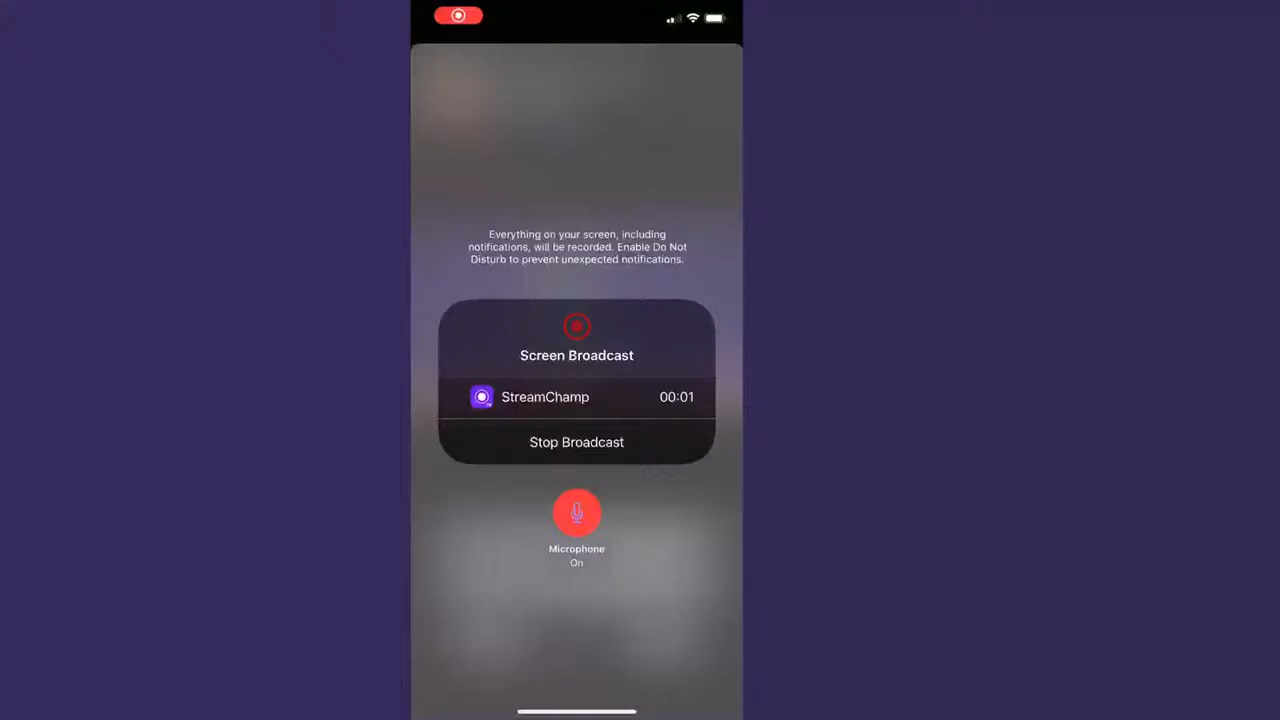 Everything on your screen, including
notifications, will be recorded. Enable Do Not
Disturb to prevent unexpected notifications.
Screen Broadcast
StreamChamp 00:01
Stop Broadcast
Microphone
On